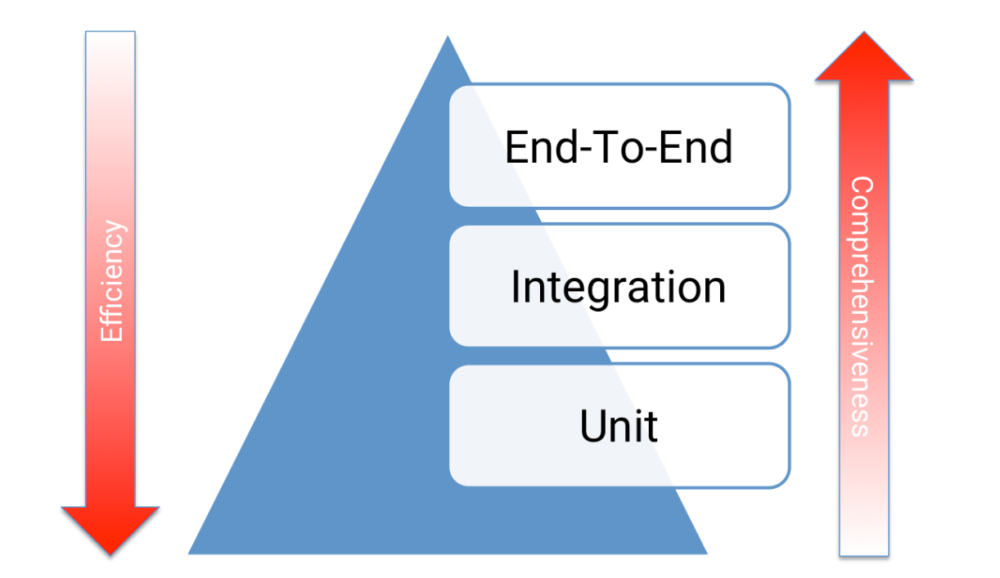 Efficiency
End-To-End
Integration
Unit
Comprehensiveness